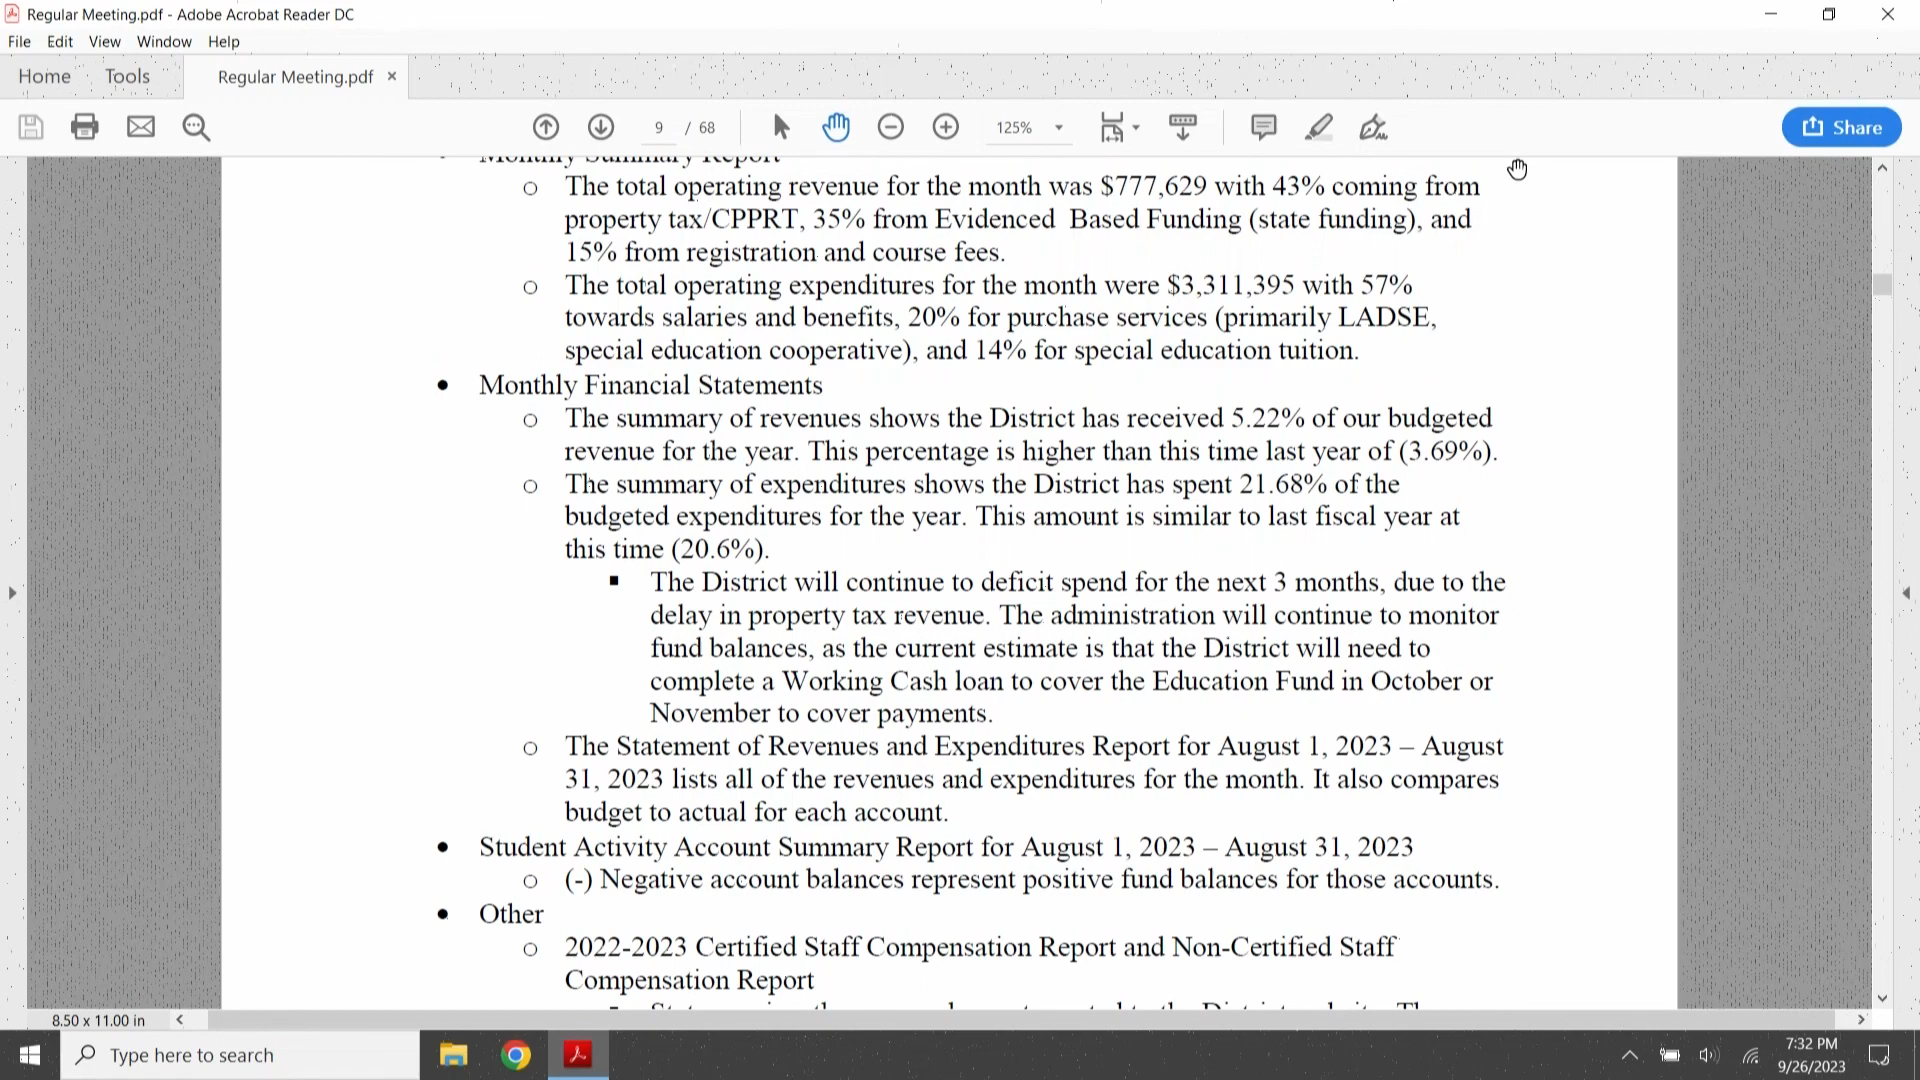 Regular Meeting.pdf - Adobe Acrobat Reader DC
File Edit View Window Help
Home Tools Regular Meeting.pdf ×
9 / 68 125% Share
Monthly Summary Report
o The total operating revenue for the month was $777,629 with 43% coming from
property tax/CPPRT, 35% from Evidenced Based Funding (state funding), and
15% from registration and course fees.
o The total operating expenditures for the month were $3,311,395 with 57%
towards salaries and benefits, 20% for purchase services (primarily LADSE,
special education cooperative), and 14% for special education tuition.
• Monthly Financial Statements
o The summary of revenues shows the District has received 5.22% of our budgeted
revenue for the year. This percentage is higher than this time last year of (3.69%).
o The summary of expenditures shows the District has spent 21.68% of the
budgeted expenditures for the year. This amount is similar to last fiscal year at
this time (20.6%).
▪ The District will continue to deficit spend for the next 3 months, due to the
delay in property tax revenue. The administration will continue to monitor
fund balances, as the current estimate is that the District will need to
complete a Working Cash loan to cover the Education Fund in October or
November to cover payments.
o The Statement of Revenues and Expenditures Report for August 1, 2023 – August
31, 2023 lists all of the revenues and expenditures for the month. It also compares
budget to actual for each account.
• Student Activity Account Summary Report for August 1, 2023 – August 31, 2023
o (-) Negative account balances represent positive fund balances for those accounts.
• Other
o 2022-2023 Certified Staff Compensation Report and Non-Certified Staff
Compensation Report
8.50 x 11.00 in
Type here to search
7:32 PM
9/26/2023